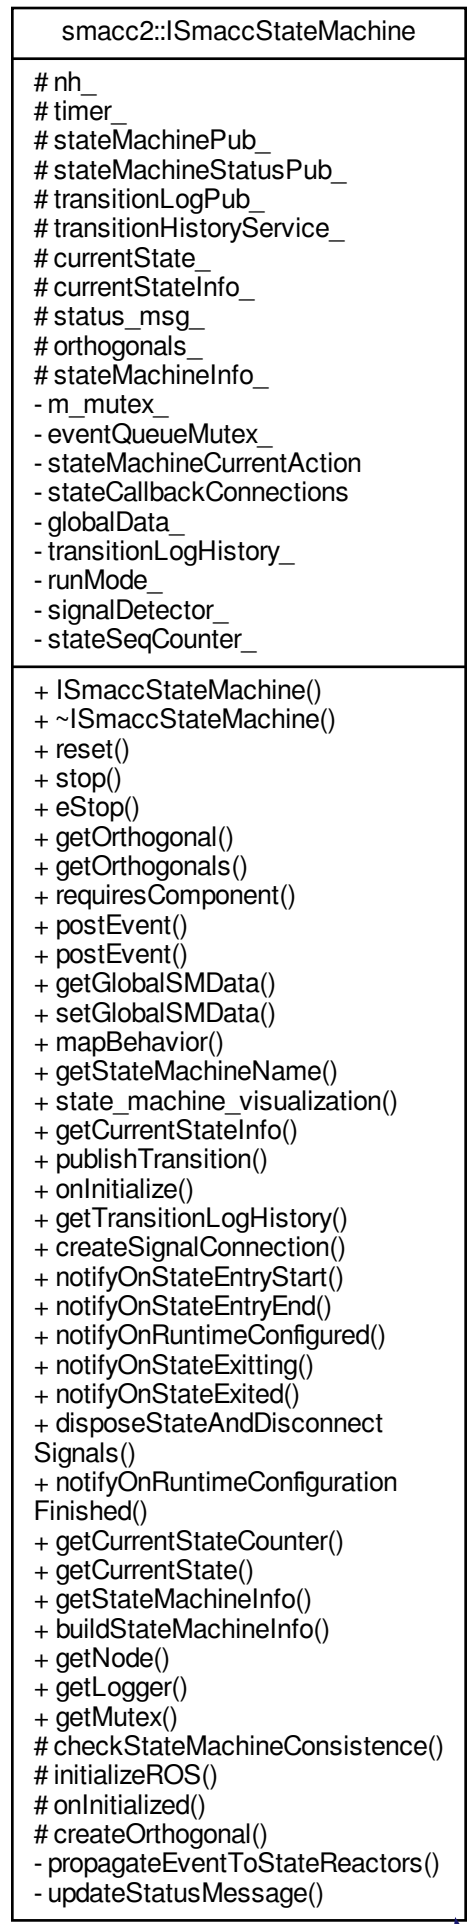 smacc2::ISmaccStateMachine
# nh_
# timer_
# stateMachinePub_
# stateMachineStatusPub_
# transitionLogPub_
# transitionHistoryService_
# currentState_
# currentStateInfo_
# status_msg_
# orthogonals_
# stateMachineInfo_
- m_mutex_
- eventQueueMutex_
- stateMachineCurrentAction
- stateCallbackConnections
- globalData_
- transitionLogHistory_
- runMode_
- signalDetector_
- stateSeqCounter_
+ ISmaccStateMachine()
+ ~ISmaccStateMachine()
+ reset()
+ stop()
+ eStop()
+ getOrthogonal()
+ getOrthogonals()
+ requiresComponent()
+ postEvent()
+ postEvent()
+ getGlobalSMData()
+ setGlobalSMData()
+ mapBehavior()
+ getStateMachineName()
+ state_machine_visualization()
+ getCurrentStateInfo()
+ publishTransition()
+ onInitialize()
+ getTransitionLogHistory()
+ createSignalConnection()
+ notifyOnStateEntryStart()
+ notifyOnStateEntryEnd()
+ notifyOnRuntimeConfigured()
+ notifyOnStateExitting()
+ notifyOnStateExited()
+ disposeStateAndDisconnect
Signals()
+ notifyOnRuntimeConfiguration
Finished()
+ getCurrentStateCounter()
+ getCurrentState()
+ getStateMachineInfo()
+ buildStateMachineInfo()
+ getNode()
+ getLogger()
+ getMutex()
# checkStateMachineConsistence()
# initializeROS()
# onInitialized()
# createOrthogonal()
- propagateEventToStateReactors()
- updateStatusMessage()